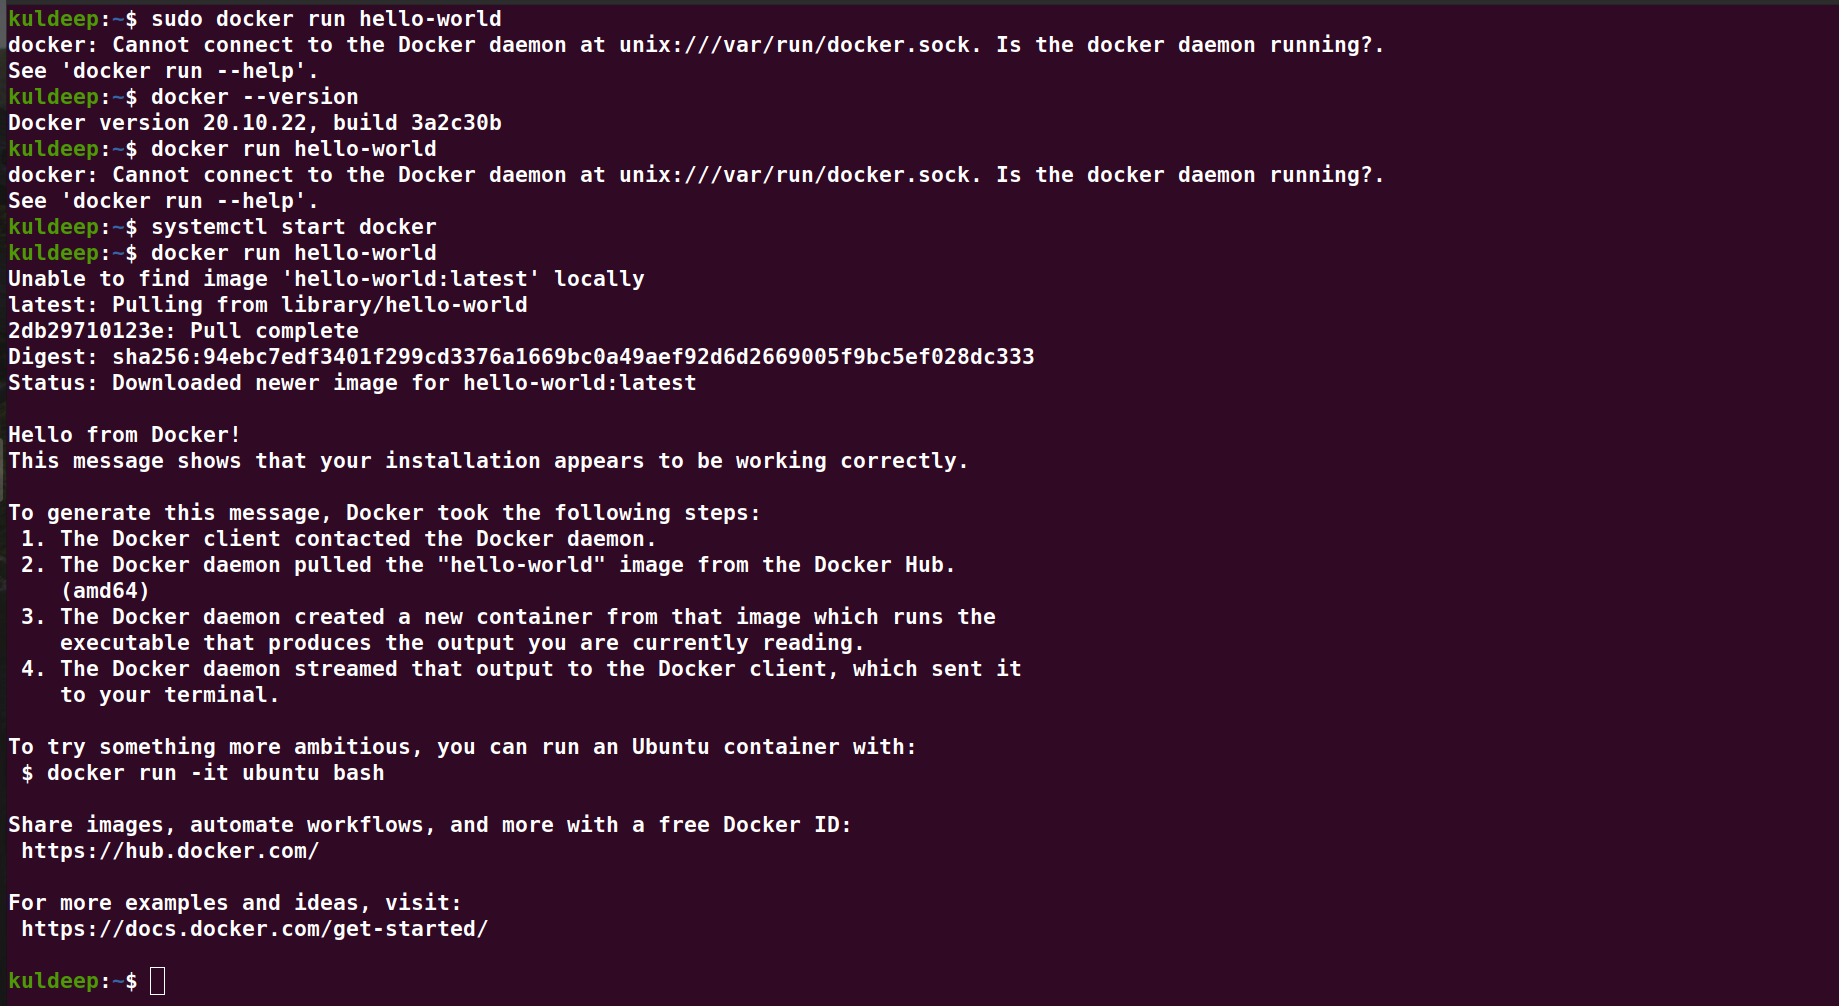 kuldeep:~$ sudo docker run hello-world
docker: Cannot connect to the Docker daemon at unix:///var/run/docker.sock. Is the docker daemon running?.
See 'docker run --help'.
kuldeep:~$ docker --version
Docker version 20.10.22, build 3a2c30b
kuldeep:~$ docker run hello-world
docker: Cannot connect to the Docker daemon at unix:///var/run/docker.sock. Is the docker daemon running?.
See 'docker run --help'.
kuldeep:~$ systemctl start docker
kuldeep:~$ docker run hello-world
Unable to find image 'hello-world:latest' locally
latest: Pulling from library/hello-world
2db29710123e: Pull complete
Digest: sha256:94ebc7edf3401f299cd3376a1669bc0a49aef92d6d2669005f9bc5ef028dc333
Status: Downloaded newer image for hello-world:latest

Hello from Docker!
This message shows that your installation appears to be working correctly.

To generate this message, Docker took the following steps:
 1. The Docker client contacted the Docker daemon.
 2. The Docker daemon pulled the "hello-world" image from the Docker Hub.
    (amd64)
 3. The Docker daemon created a new container from that image which runs the
    executable that produces the output you are currently reading.
 4. The Docker daemon streamed that output to the Docker client, which sent it
    to your terminal.

To try something more ambitious, you can run an Ubuntu container with:
 $ docker run -it ubuntu bash

Share images, automate workflows, and more with a free Docker ID:
 https://hub.docker.com/

For more examples and ideas, visit:
 https://docs.docker.com/get-started/

kuldeep:~$